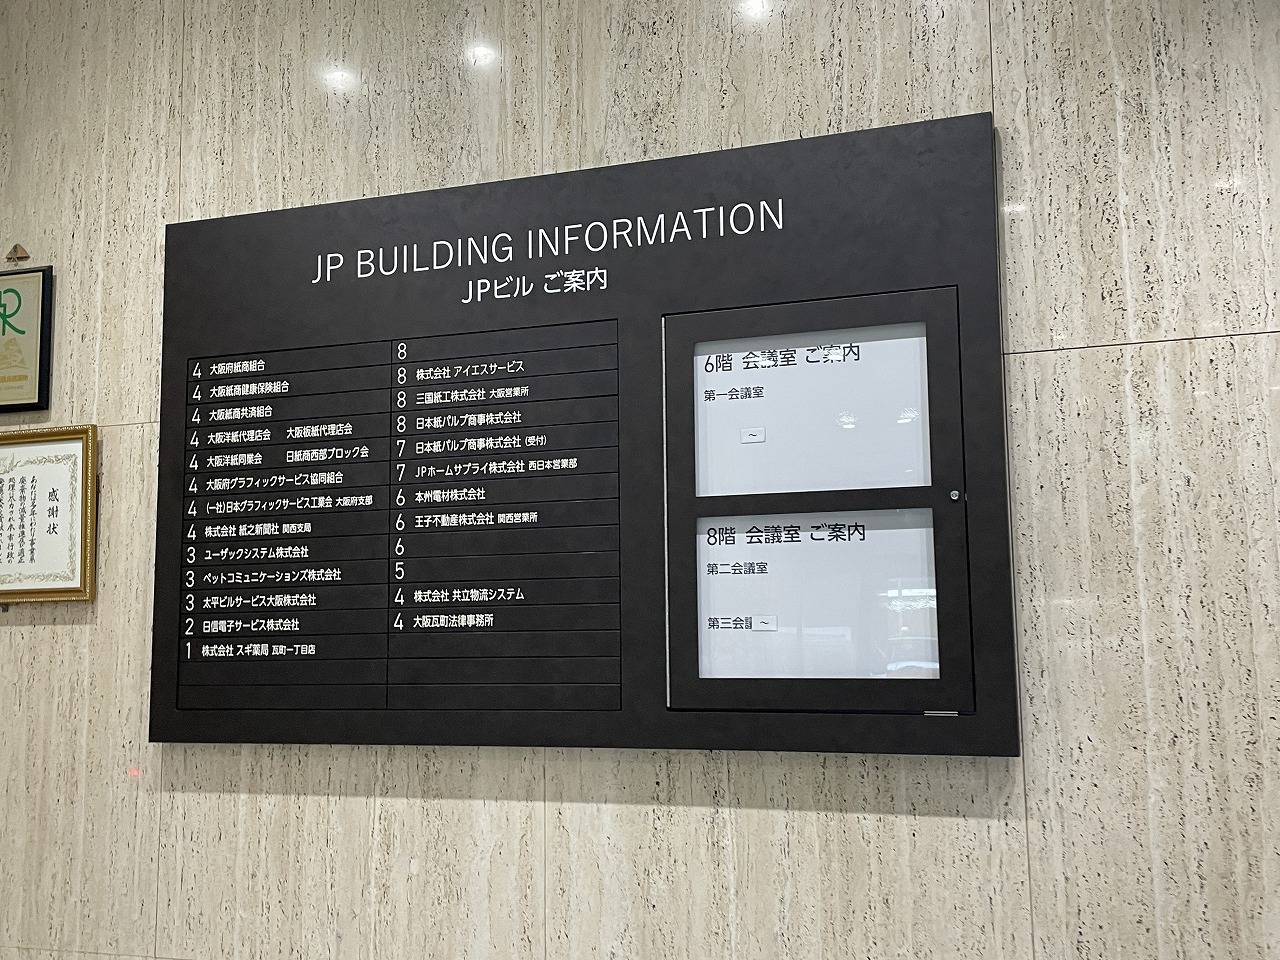 JP BUILDING INFORMATION
JPビル ご案内
4 大阪府紙商組合
4 大阪紙商健康保険組合
4 大阪紙商共済組合
4 大阪洋紙代理店会 大阪板紙代理店会
4 大阪洋紙同業会 日紙商西部ブロック会
4 大阪府グラフィックサービス協同組合
4 (一社)日本グラフィックサービス工業会 大阪府支部
4 株式会社 紙之新聞社 関西支局
3 ユーザックシステム株式会社
3 ペットコミュニケーションズ株式会社
3 太平ビルサービス大阪株式会社
2 日信電子サービス株式会社
1 株式会社 スギ薬局 瓦町一丁目店
8
8 株式会社 アイエスサービス
8 三国紙工株式会社 大阪営業所
8 日本紙パルプ商事株式会社
7 日本紙パルプ商事株式会社 (受付)
7 JPホームサプライ株式会社 西日本営業部
6 本州電材株式会社
6 王子不動産株式会社 関西営業所
6
5
4 株式会社 共立物流システム
4 大阪瓦町法律事務所
6階 会議室 ご案内
第一会議室
～
8階 会議室 ご案内
第二会議室
第三会議 ～
感謝状